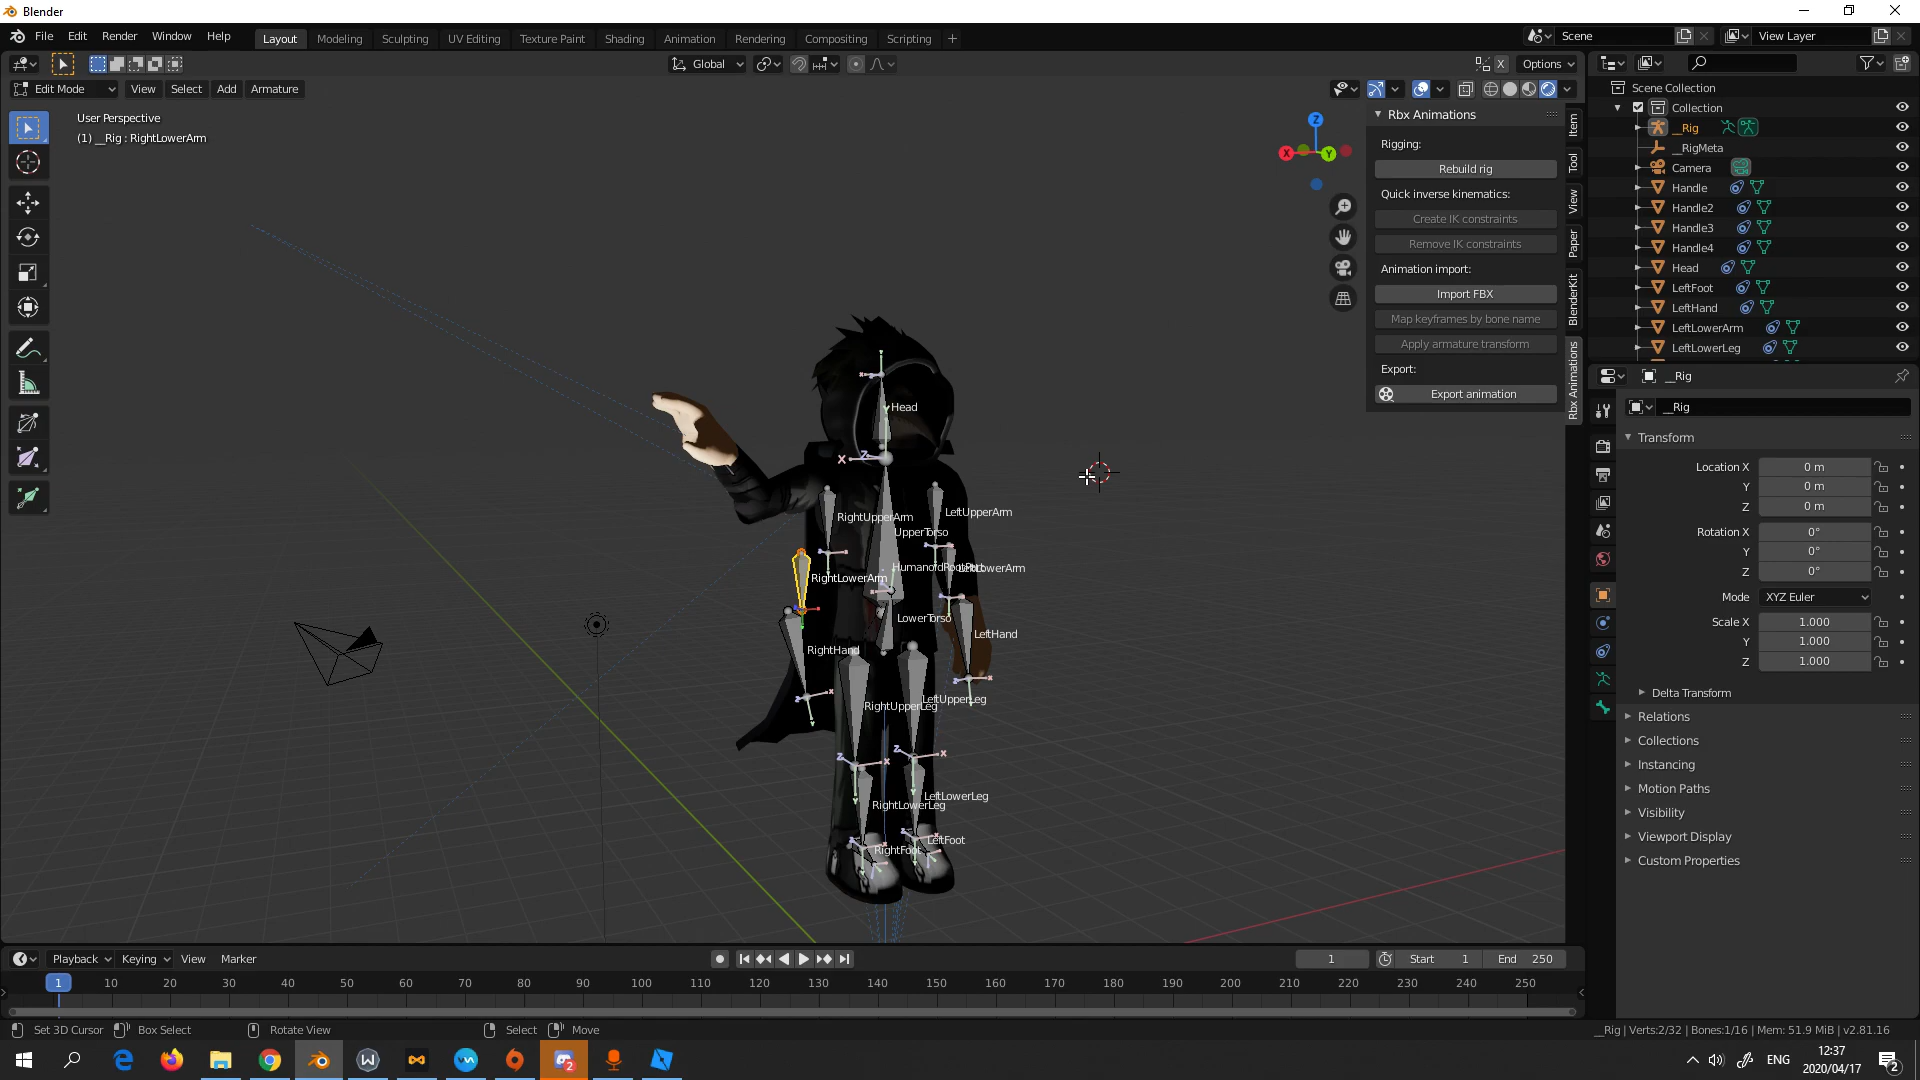 Blender
File Edit Render Window Help
Layout Modeling Sculpting UV Editing Texture Paint Shading Animation Rendering Compositing Scripting +
Scene
View Layer
Global
X
Options
Edit Mode
View Select Add Armature
User Perspective
(1) __Rig : RightLowerArm
Z
X
Y
Rbx Animations
Rigging:
Rebuild rig
Quick inverse kinematics:
Create IK constraints
Remove IK constraints
Animation import:
Import FBX
Map keyframes by bone name
Apply armature transform
Export:
Export animation
Item
Tool
View
Paper
BlenderKit
Rbx Animations
Scene Collection
Collection
__Rig
__RigMeta
Camera
Handle
Handle2
Handle3
Handle4
Head
LeftFoot
LeftHand
LeftLowerArm
LeftLowerLeg
__Rig
__Rig
Transform
Location X 0 m
Y 0 m
Z 0 m
Rotation X 0°
Y 0°
Z 0°
Mode XYZ Euler
Scale X 1.000
Y 1.000
Z 1.000
Delta Transform
Relations
Collections
Instancing
Motion Paths
Visibility
Viewport Display
Custom Properties
Head
RightUpperArm
LeftUpperArm
UpperTorso
LeftLowerArm
RightLowerArm
LowerTorso
LeftHand
RightHand
LeftUpperLeg
RightUpperLeg
LeftLowerLeg
RightLowerLeg
LeftFoot
RightFoot
Playback Keying View Marker
1
Start 1
End 250
1 10 20 30 40 50 60 70 80 90 100 110 120 130 140 150 160 170 180 190 200 210 220 230 240 250
Set 3D Cursor Box Select Rotate View Select Move
__Rig | Verts:2/32 | Bones:1/16 | Mem: 51.9 MiB | v2.81.16
ENG
12:37
2020/04/17
2
2